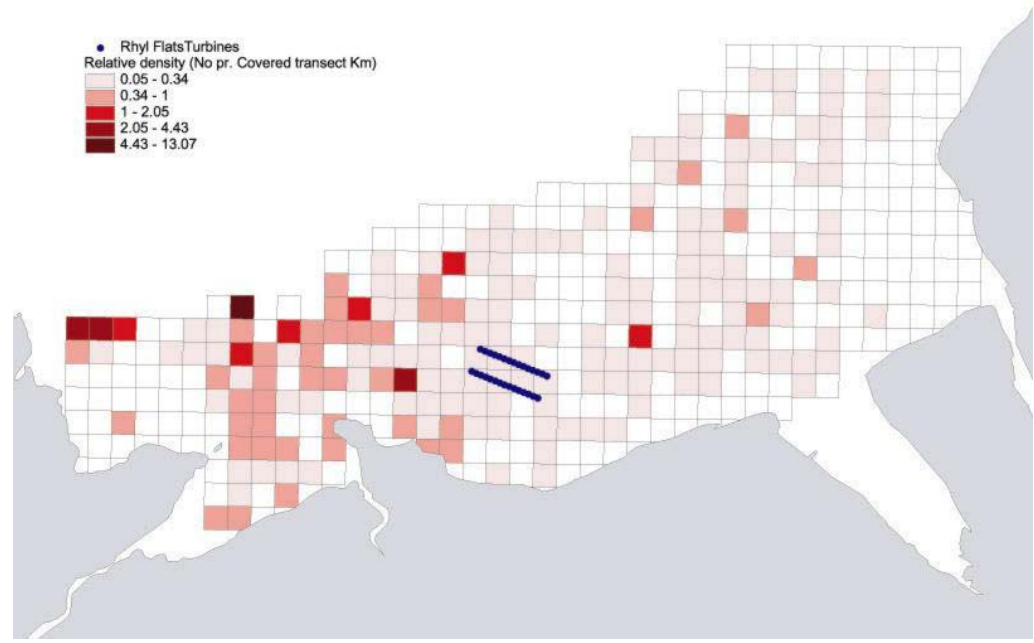 Rhyl FlatsTurbines
Relative density (No pr. Covered transect Km)
0.05 - 0.34
0.34 - 1
1 - 2.05
2.05 - 4.43
4.43 - 13.07